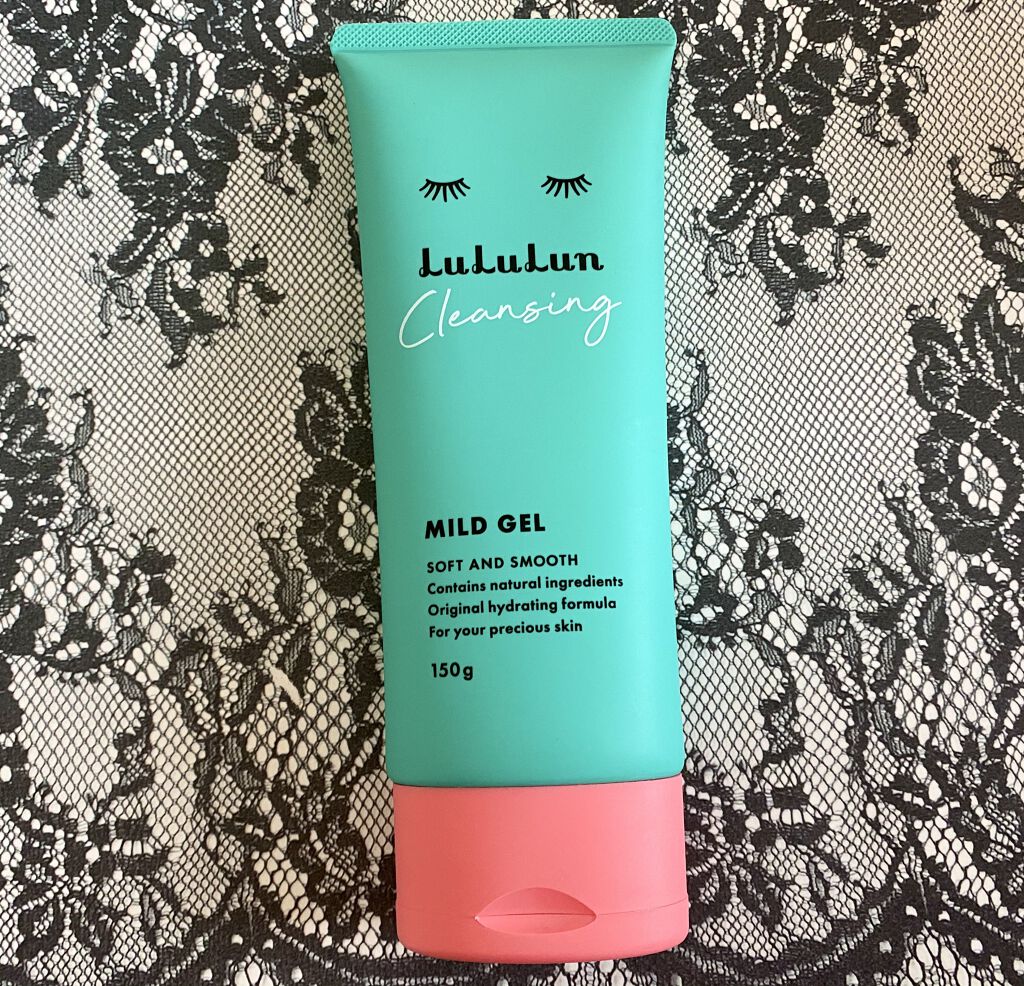 LuLuLun
Cleansing
MILD GEL
SOFT AND SMOOTH
Contains natural ingredients
Original hydrating formula
For your precious skin
150g